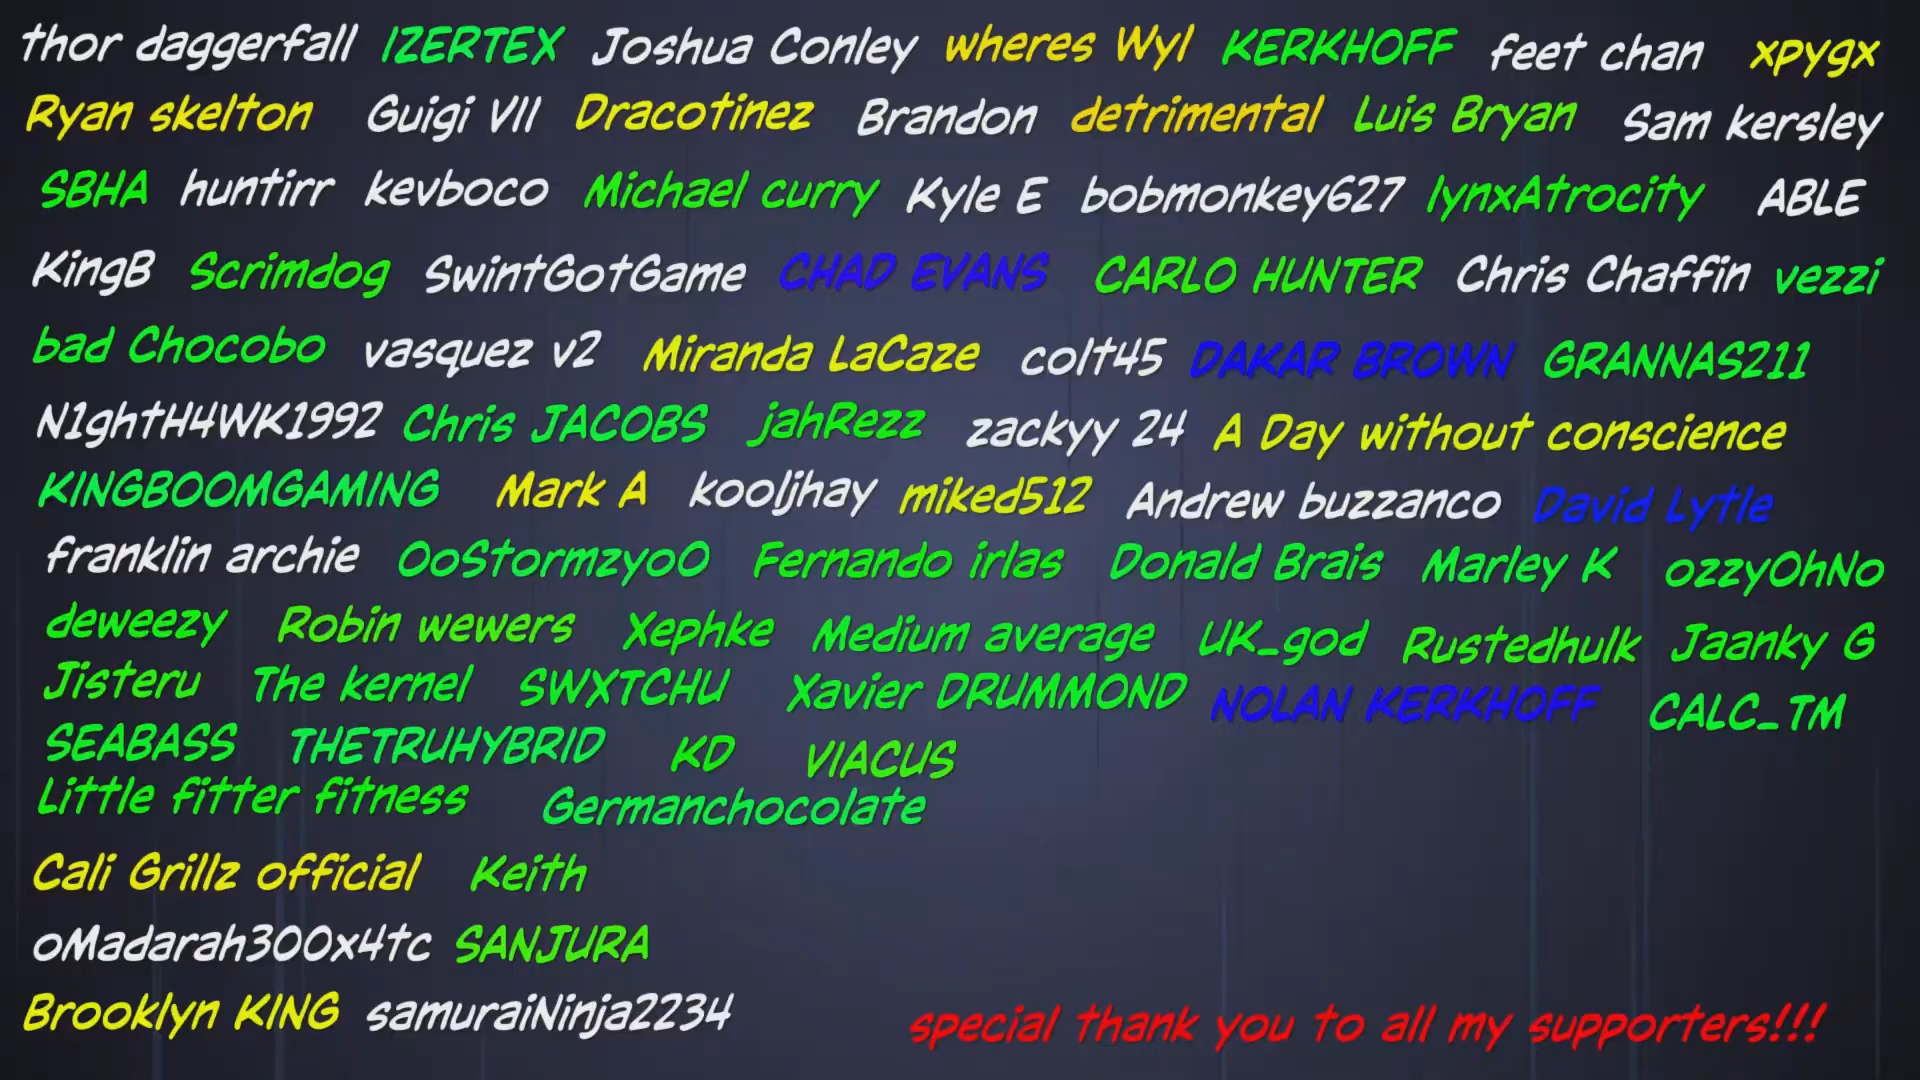 thor daggerfall IZERTEX Joshua Conley wheres Wyl KERKHOFF feet chan xpygx
Ryan skelton Guigi VII Dracotinez Brandon detrimental Luis Bryan Sam kersley
SBHA huntirr kevboco Michael curry Kyle E bobmonkey627 lynxAtrocity ABLE
KingB Scrimdog SwintGotGame CHAD EVANS CARLO HUNTER Chris Chaffin vezzi
bad Chocobo vasquez v2 Miranda LaCaze colt45 DAKAR BROWN GRANNAS211
N1ghtH4WK1992 Chris JACOBS jahRezz zackyy 24 A Day without conscience
KINGBOOMGAMING Mark A kooljhay miked512 Andrew buzzanco David Lytle
franklin archie OoStormzyoO Fernando irlas Donald Brais Marley K ozzyOhNo
deweezy Robin wewers Xephke Medium average UK_god Rustedhulk Jaanky G
Jisteru The kernel SWXTCHU Xavier DRUMMOND NOLAN KERKHOFF CALC_TM
SEABASS THETRUHYBRID KD VIACUS
Little fitter fitness Germanchocolate
Cali Grillz official Keith
oMadarah300x4tc SANJURA
Brooklyn KING samuraiNinja2234 special thank you to all my supporters!!!